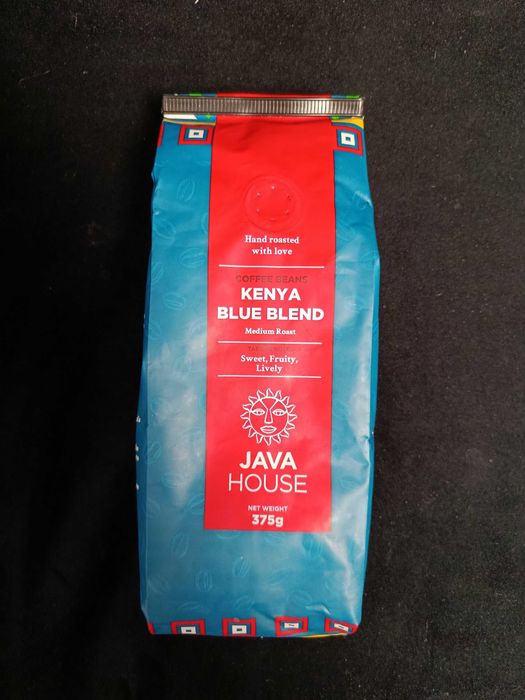 Hand roasted
with love
COFFEE BEANS
KENYA
BLUE BLEND
Medium Roast
Sweet, Fruity,
Lively
JAVA
HOUSE
NET WEIGHT
375g